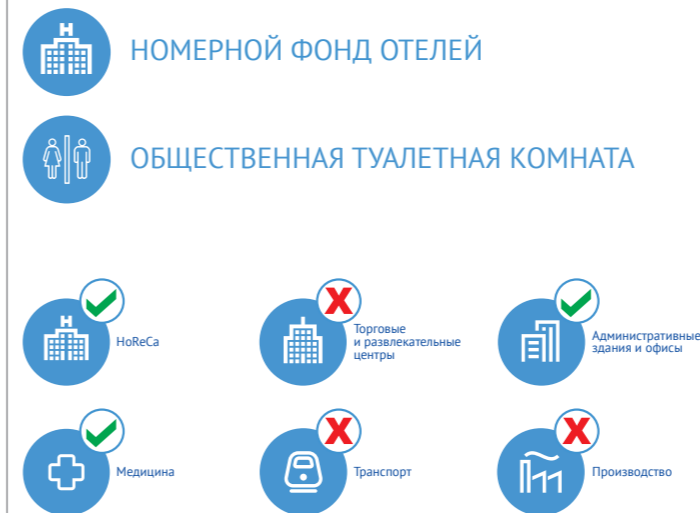 НОМЕРНОЙ ФОНД ОТЕЛЕЙ
ОБЩЕСТВЕННАЯ ТУАЛЕТНАЯ КОМНАТА
HoReCa
Торговые
и развлекательные
центры
Административные
здания и офисы
Медицина
Транспорт
Производство